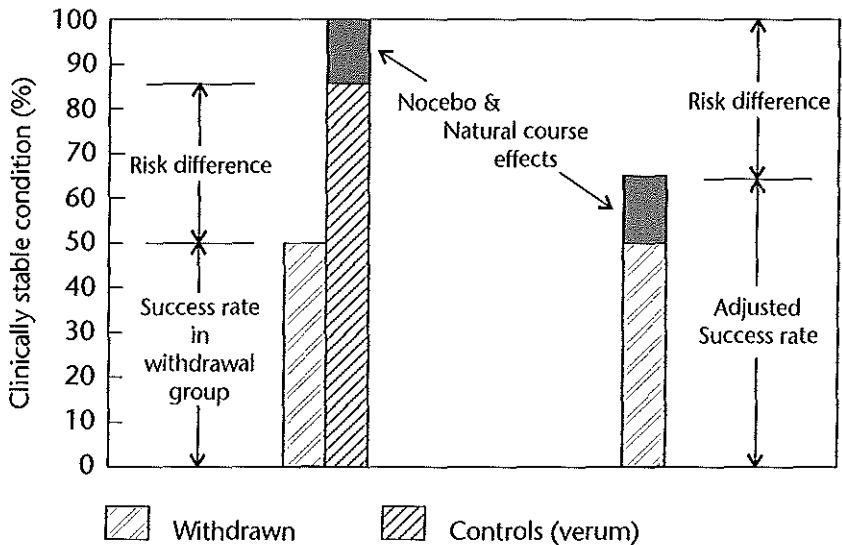 Clinically stable condition (%)
100
90
80
70
60
50
40
30
20
10
0
Risk difference
Success rate
in
withdrawal
group
Nocebo &
Natural course
effects
Risk difference
Adjusted
Success rate
Withdrawn
Controls (verum)